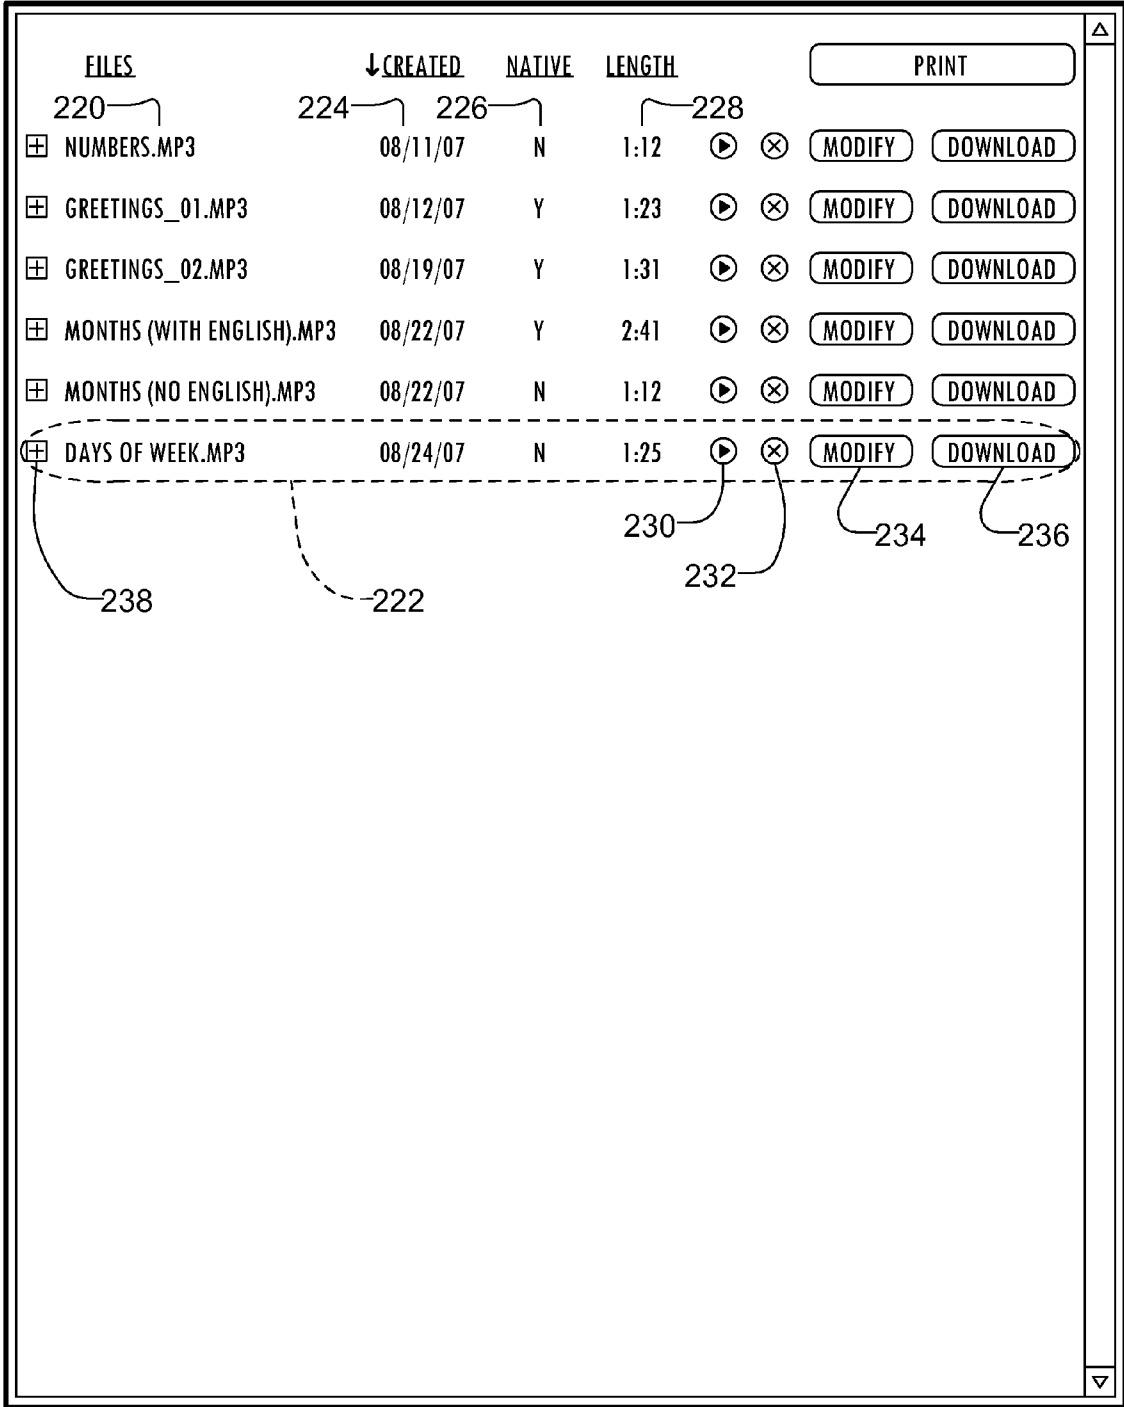 FILES ↓CREATED NATIVE LENGTH PRINT
220 224 226 228
NUMBERS.MP3 08/11/07 N 1:12 MODIFY DOWNLOAD
GREETINGS_01.MP3 08/12/07 Y 1:23 MODIFY DOWNLOAD
GREETINGS_02.MP3 08/19/07 Y 1:31 MODIFY DOWNLOAD
MONTHS (WITH ENGLISH).MP3 08/22/07 Y 2:41 MODIFY DOWNLOAD
MONTHS (NO ENGLISH).MP3 08/22/07 N 1:12 MODIFY DOWNLOAD
DAYS OF WEEK.MP3 08/24/07 N 1:25 MODIFY DOWNLOAD
230 234 236
232
238 222